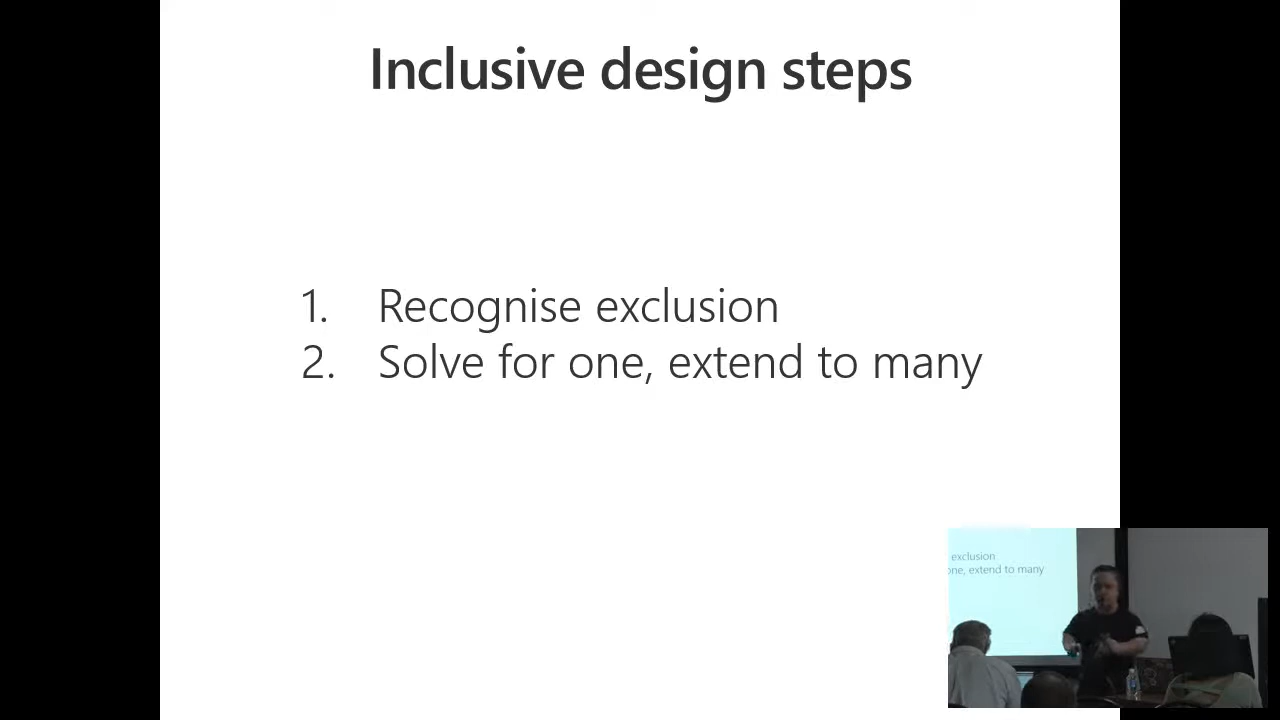 Inclusive design steps
1. Recognise exclusion
2. Solve for one, extend to many
exclusion
one, extend to many